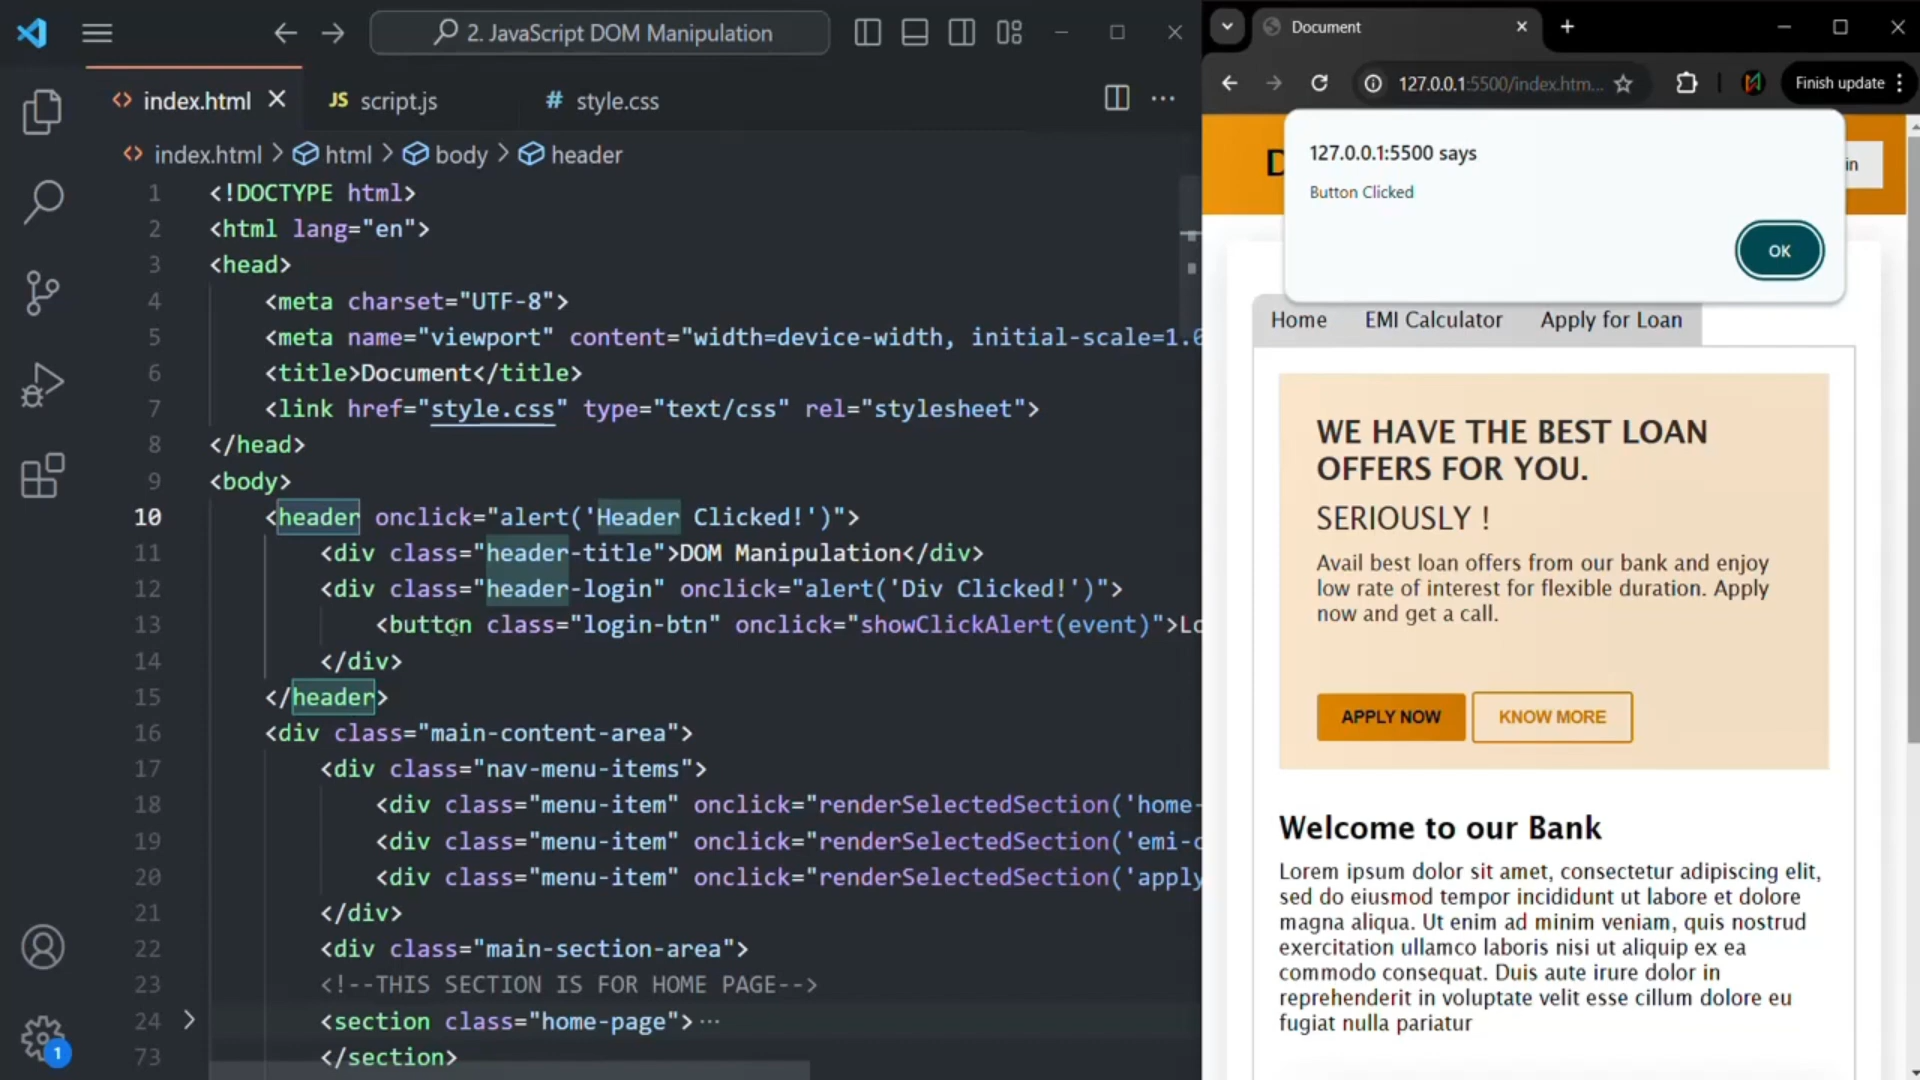 2. JavaScript DOM Manipulation
<> index.html
JS script.js
# style.css
<> index.html > html > body > header
1 <!DOCTYPE html>
2 <html lang="en">
3 <head>
4 <meta charset="UTF-8">
5 <meta name="viewport" content="width=device-width, initial-scale=1.0
6 <title>Document</title>
7 <link href="style.css" type="text/css" rel="stylesheet">
8 </head>
9 <body>
10 <header onclick="alert('Header Clicked!')">
11 <div class="header-title">DOM Manipulation</div>
12 <div class="header-login" onclick="alert('Div Clicked!')">
13 <button class="login-btn" onclick="showClickAlert(event)">Lo
14 </div>
15 </header>
16 <div class="main-content-area">
17 <div class="nav-menu-items">
18 <div class="menu-item" onclick="renderSelectedSection('home-
19 <div class="menu-item" onclick="renderSelectedSection('emi-c
20 <div class="menu-item" onclick="renderSelectedSection('apply
21 </div>
22 <div class="main-section-area">
23 <!--THIS SECTION IS FOR HOME PAGE-->
24 <section class="home-page"> ...
73 </section>
1
Document
127.0.0.1:5500/index.htm...
Finish update
D
in
127.0.0.1:5500 says
Button Clicked
OK
Home EMI Calculator Apply for Loan
WE HAVE THE BEST LOAN
OFFERS FOR YOU.
SERIOUSLY !
Avail best loan offers from our bank and enjoy
low rate of interest for flexible duration. Apply
now and get a call.
APPLY NOW KNOW MORE
Welcome to our Bank
Lorem ipsum dolor sit amet, consectetur adipiscing elit,
sed do eiusmod tempor incididunt ut labore et dolore
magna aliqua. Ut enim ad minim veniam, quis nostrud
exercitation ullamco laboris nisi ut aliquip ex ea
commodo consequat. Duis aute irure dolor in
reprehenderit in voluptate velit esse cillum dolore eu
fugiat nulla pariatur